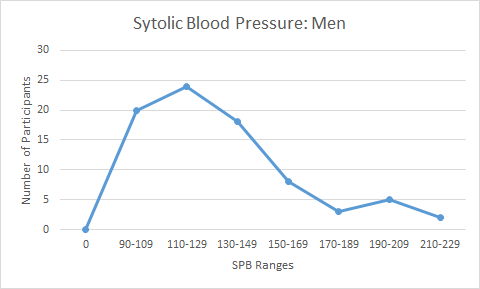 Sytolic Blood Pressure: Men
30
25
20
15
10
5
0
Number of Participants
0 90-109 110-129 130-149 150-169 170-189 190-209 210-229
SPB Ranges